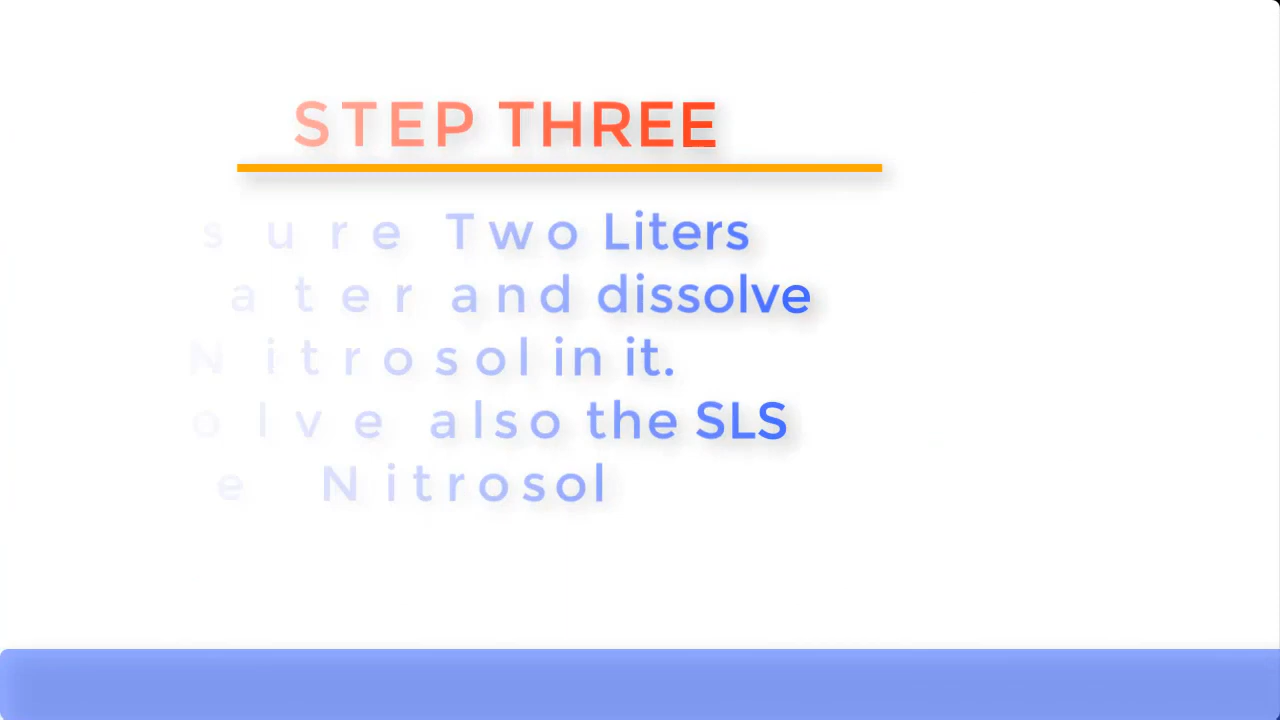 STEP THREE
sure Two Liters
ater and dissolve
Nitrosol in it.
olve also the SLS
e Nitrosol